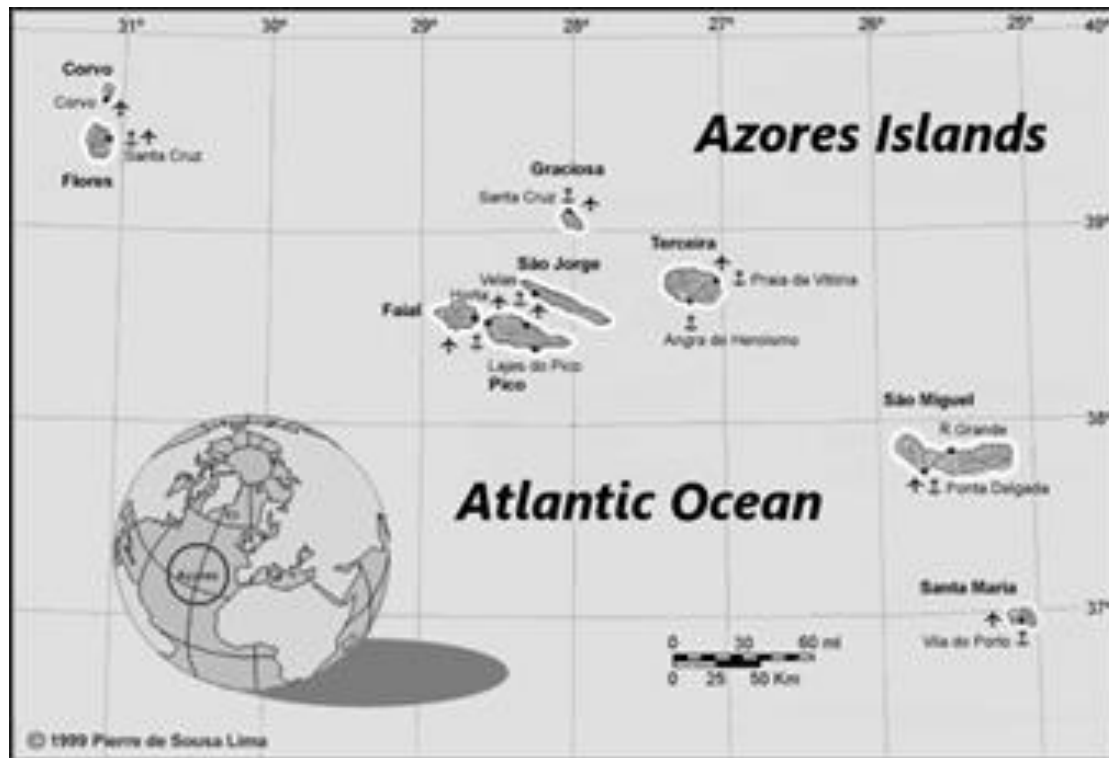 31° 30° 29° 28° 27° 26° 25° 40°
Corvo
Corvo
Santa Cruz
Flores
Azores Islands
Graciosa
Santa Cruz
39°
Terceira
Praia da Vitória
Angra do Heroísmo
São Jorge
Velas
Horta
Faial
Lajes do Pico
Pico
38°
São Miguel
R.Grande
Ponta Delgada
Atlantic Ocean
Azores
Santa Maria
37°
Vila do Porto
0 30 60 mi
0 25 50 Km
© 1999 Pierre de Sousa Lima